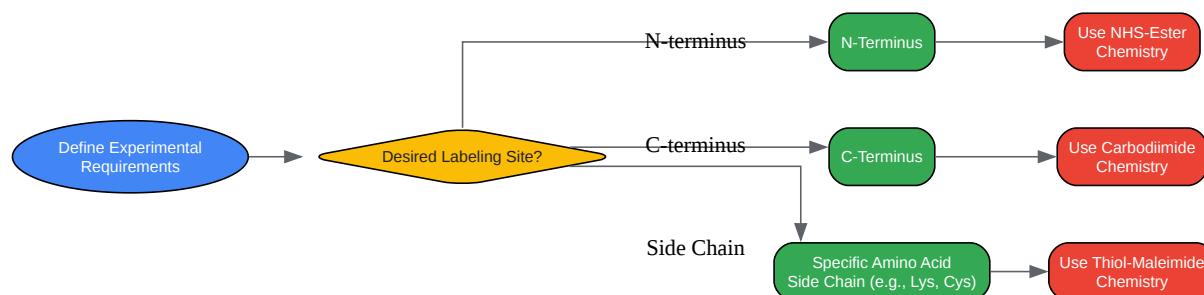 N-terminus
N-Terminus
Use NHS-Ester
Chemistry
Define Experimental
Requirements
Desired Labeling Site?
C-terminus
C-Terminus
Use Carbodiimide
Chemistry
Side Chain
Specific Amino Acid
Side Chain (e.g., Lys, Cys)
Use Thiol-Maleimide
Chemistry